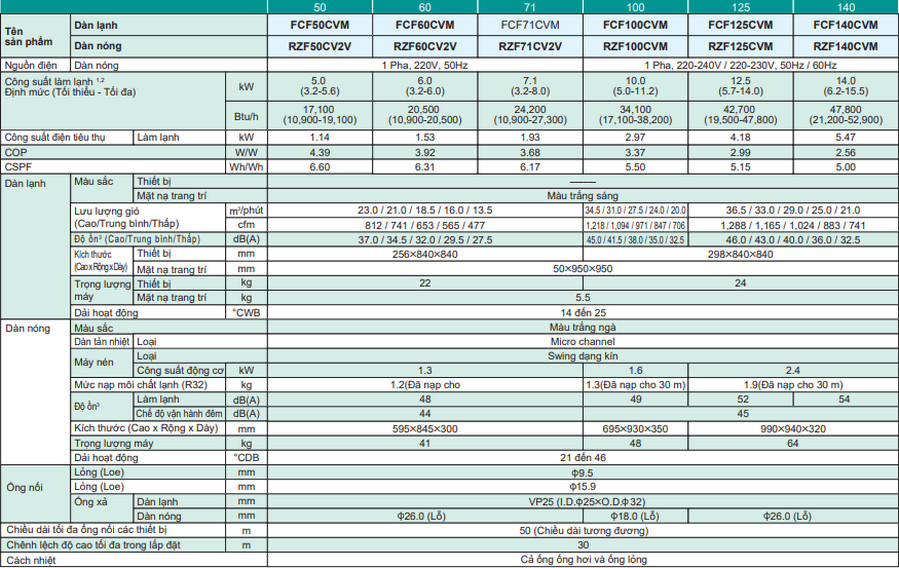 50 60 71 100 125 140
Tên sản phẩm Dàn lạnh FCF50CVM FCF60CVM FCF71CVM FCF100CVM FCF125CVM FCF140CVM
Dàn nóng RZF50CV2V RZF60CV2V RZF71CV2V RZF100CVM RZF125CVM RZF140CVM
Nguồn điện Dàn nóng 1 Pha, 220V, 50Hz 1 Pha, 220-240V / 220-230V, 50Hz / 60Hz
Công suất làm lạnh 1,2 kW 5.0 6.0 7.1 10.0 12.5 14.0
Định mức (Tối thiểu - Tối đa) (3.2-5.6) (3.2-6.0) (3.2-8.0) (5.0-11.2) (5.7-14.0) (6.2-15.5)
Btu/h 17,100 20,500 24,200 34,100 42,700 47,800
(10,900-19,100) (10,900-20,500) (10,900-27,300) (17,100-38,200) (19,500-47,800) (21,200-52,900)
Công suất điện tiêu thụ Làm lạnh kW 1.14 1.53 1.93 2.97 4.18 5.47
COP W/W 4.39 3.92 3.68 3.37 2.99 2.56
CSPF Wh/Wh 6.60 6.31 6.17 5.50 5.15 5.00
Dàn lạnh Màu sắc Thiết bị ——
Mặt nạ trang trí Màu trắng sáng
Lưu lượng gió m³/phút 23.0 / 21.0 / 18.5 / 16.0 / 13.5 34.5 / 31.0 / 27.5 / 24.0 / 20.0 36.5 / 33.0 / 29.0 / 25.0 / 21.0
(Cao/Trung bình/Thấp) cfm 812 / 741 / 653 / 565 / 477 1,218 / 1,094 / 971 / 847 / 706 1,288 / 1,165 / 1,024 / 883 / 741
Độ ồn³ (Cao/Trung bình/Thấp) dB(A) 37.0 / 34.5 / 32.0 / 29.5 / 27.5 45.0 / 41.5 / 38.0 / 35.0 / 32.5 46.0 / 43.0 / 40.0 / 36.0 / 32.5
Kích thước (Cao x Rộng x Dày) Thiết bị mm 256×840×840 298×840×840
Mặt nạ trang trí mm 50×950×950
Trọng lượng máy Thiết bị kg 22 24
Mặt nạ trang trí kg 5.5
Dải hoạt động °CWB 14 đến 25
Dàn nóng Màu sắc Màu trắng ngà
Dàn tản nhiệt Loại Micro channel
Máy nén Loại Swing dạng kín
Công suất động cơ kW 1.3 1.6 2.4
Mức nạp môi chất lạnh (R32) kg 1.2(Đã nạp cho 1.3(Đã nạp cho 30 m) 1.9(Đã nạp cho 30 m)
Độ ồn³ Làm lạnh dB(A) 48 49 52 54
Chế độ vận hành đêm dB(A) 44 45
Kích thước (Cao x Rộng x Dày) mm 595×845×300 695×930×350 990×940×320
Trọng lượng máy kg 41 48 64
Dải hoạt động °CDB 21 đến 46
Ống nối Lỏng (Loe) mm Φ9.5
Lỏng (Loe) mm Φ15.9
Ống xả Dàn lạnh mm VP25 (I.D.Φ25×O.D.Φ32)
Dàn nóng mm Φ26.0 (Lỗ) Φ18.0 (Lỗ) Φ26.0 (Lỗ)
Chiều dài tối đa ống nối các thiết bị m 50 (Chiều dài tương đương)
Chênh lệch độ cao tối đa trong lắp đặt m 30
Cách nhiệt Cả ống ống hơi và ống lỏng